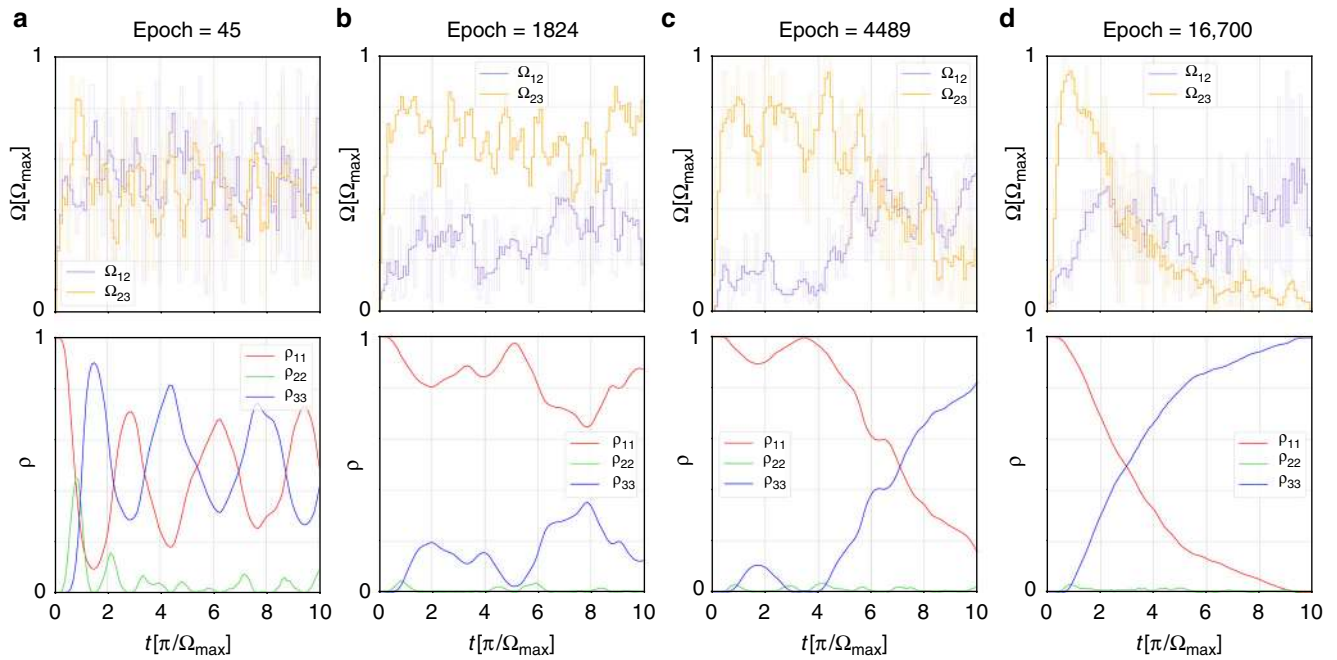 a
Epoch = 45
b
Epoch = 1824
c
Epoch = 4489
d
Epoch = 16,700
1
Ω[Ωmax]
0
Ω12
Ω23
1
Ω[Ωmax]
0
Ω12
Ω23
1
Ω[Ωmax]
0
Ω12
Ω23
1
Ω[Ωmax]
0
Ω12
Ω23
1
ρ
0
ρ11
ρ22
ρ33
0 2 4 6 8 10
t[π/Ωmax]
1
ρ
0
ρ11
ρ22
ρ33
0 2 4 6 8 10
t[π/Ωmax]
1
ρ
0
ρ11
ρ22
ρ33
0 2 4 6 8 10
t[π/Ωmax]
1
ρ
0
ρ11
ρ22
ρ33
0 2 4 6 8 10
t[π/Ωmax]